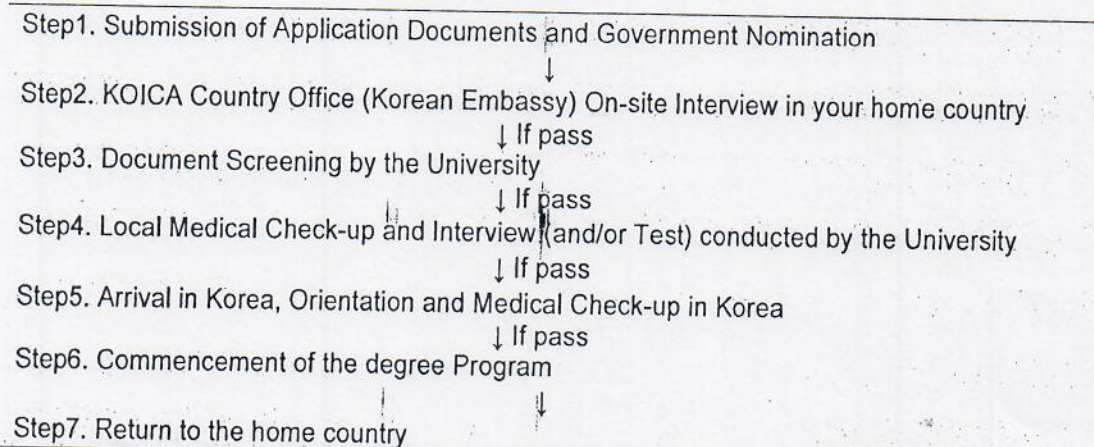 Step1. Submission of Application Documents and Government Nomination
↓
Step2. KOICA Country Office (Korean Embassy) On-site Interview in your home country
↓ If pass
Step3. Document Screening by the University
↓ If pass
Step4. Local Medical Check-up and Interview (and/or Test) conducted by the University
↓ If pass
Step5. Arrival in Korea, Orientation and Medical Check-up in Korea
↓ If pass
Step6. Commencement of the degree Program
↓
Step7. Return to the home country